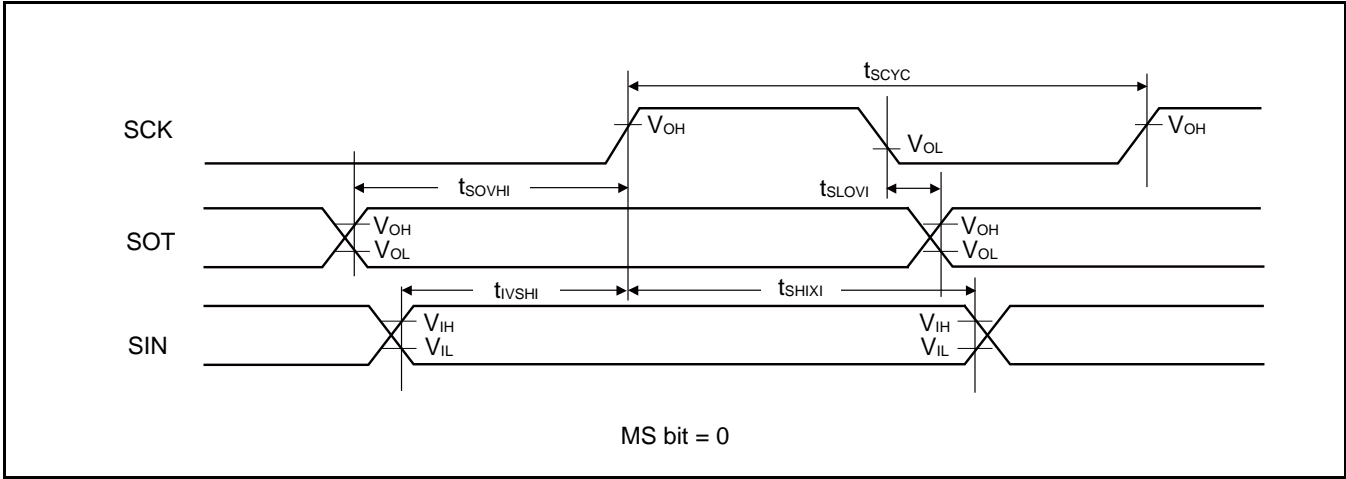 tSCYC
SCK
VOH
VOL
VOH
tSOVHI
tSLOVI
SOT
VOH
VOL
VOH
VOL
tIVSHI
tSHIXI
SIN
VIH
VIL
VIH
VIL
MS bit = 0